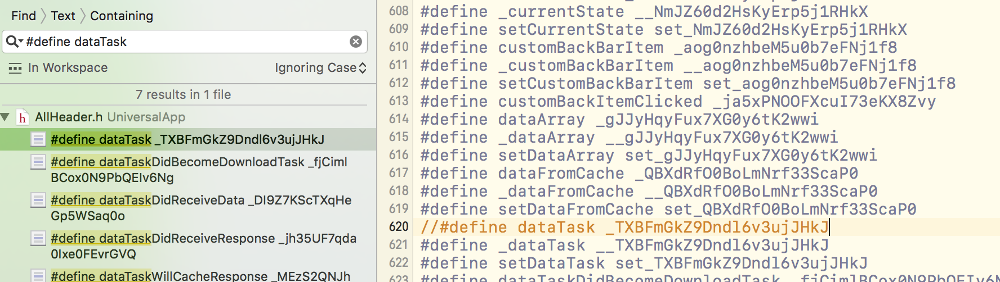 Find > Text > Containing
#define dataTask
In Workspace
Ignoring Case
7 results in 1 file
AllHeader.h UniversalApp
#define dataTask _TXBFmGkZ9Dndl6v3ujJHkJ
#define dataTaskDidBecomeDownloadTask _fjCiml
BCox0N9PbQEIv6Ng
#define dataTaskDidReceiveData _DI9Z7KScTXqHe
Gp5WSaq0o
#define dataTaskDidReceiveResponse _jh35UF7qda
0Ixe0FEvrGVQ
#define dataTaskWillCacheResponse _MEzS2QNJh
608 #define _currentState __NmJZ60d2HsKyErp5j1RHkX
609 #define setCurrentState set_NmJZ60d2HsKyErp5j1RHkX
610 #define customBackBarItem _aog0nzhbeM5u0b7eFNj1f8
611 #define _customBackBarItem __aog0nzhbeM5u0b7eFNj1f8
612 #define setCustomBackBarItem set_aog0nzhbeM5u0b7eFNj1f8
613 #define customBackItemClicked _ja5xPNOOFXcuI73eKX8Zvy
614 #define dataArray _gJJyHqyFux7XG0y6tK2wwi
615 #define _dataArray __gJJyHqyFux7XG0y6tK2wwi
616 #define setDataArray set_gJJyHqyFux7XG0y6tK2wwi
617 #define dataFromCache _QBXdRfO0BoLmNrf33ScaP0
618 #define _dataFromCache __QBXdRfO0BoLmNrf33ScaP0
619 #define setDataFromCache set_QBXdRfO0BoLmNrf33ScaP0
620 //#define dataTask _TXBFmGkZ9Dndl6v3ujJHkJ
621 #define _dataTask __TXBFmGkZ9Dndl6v3ujJHkJ
622 #define setDataTask set_TXBFmGkZ9Dndl6v3ujJHkJ
623 #define dataTaskDidBecomeDownloadTask _fjCimlBCox0N9PbQEIv6N